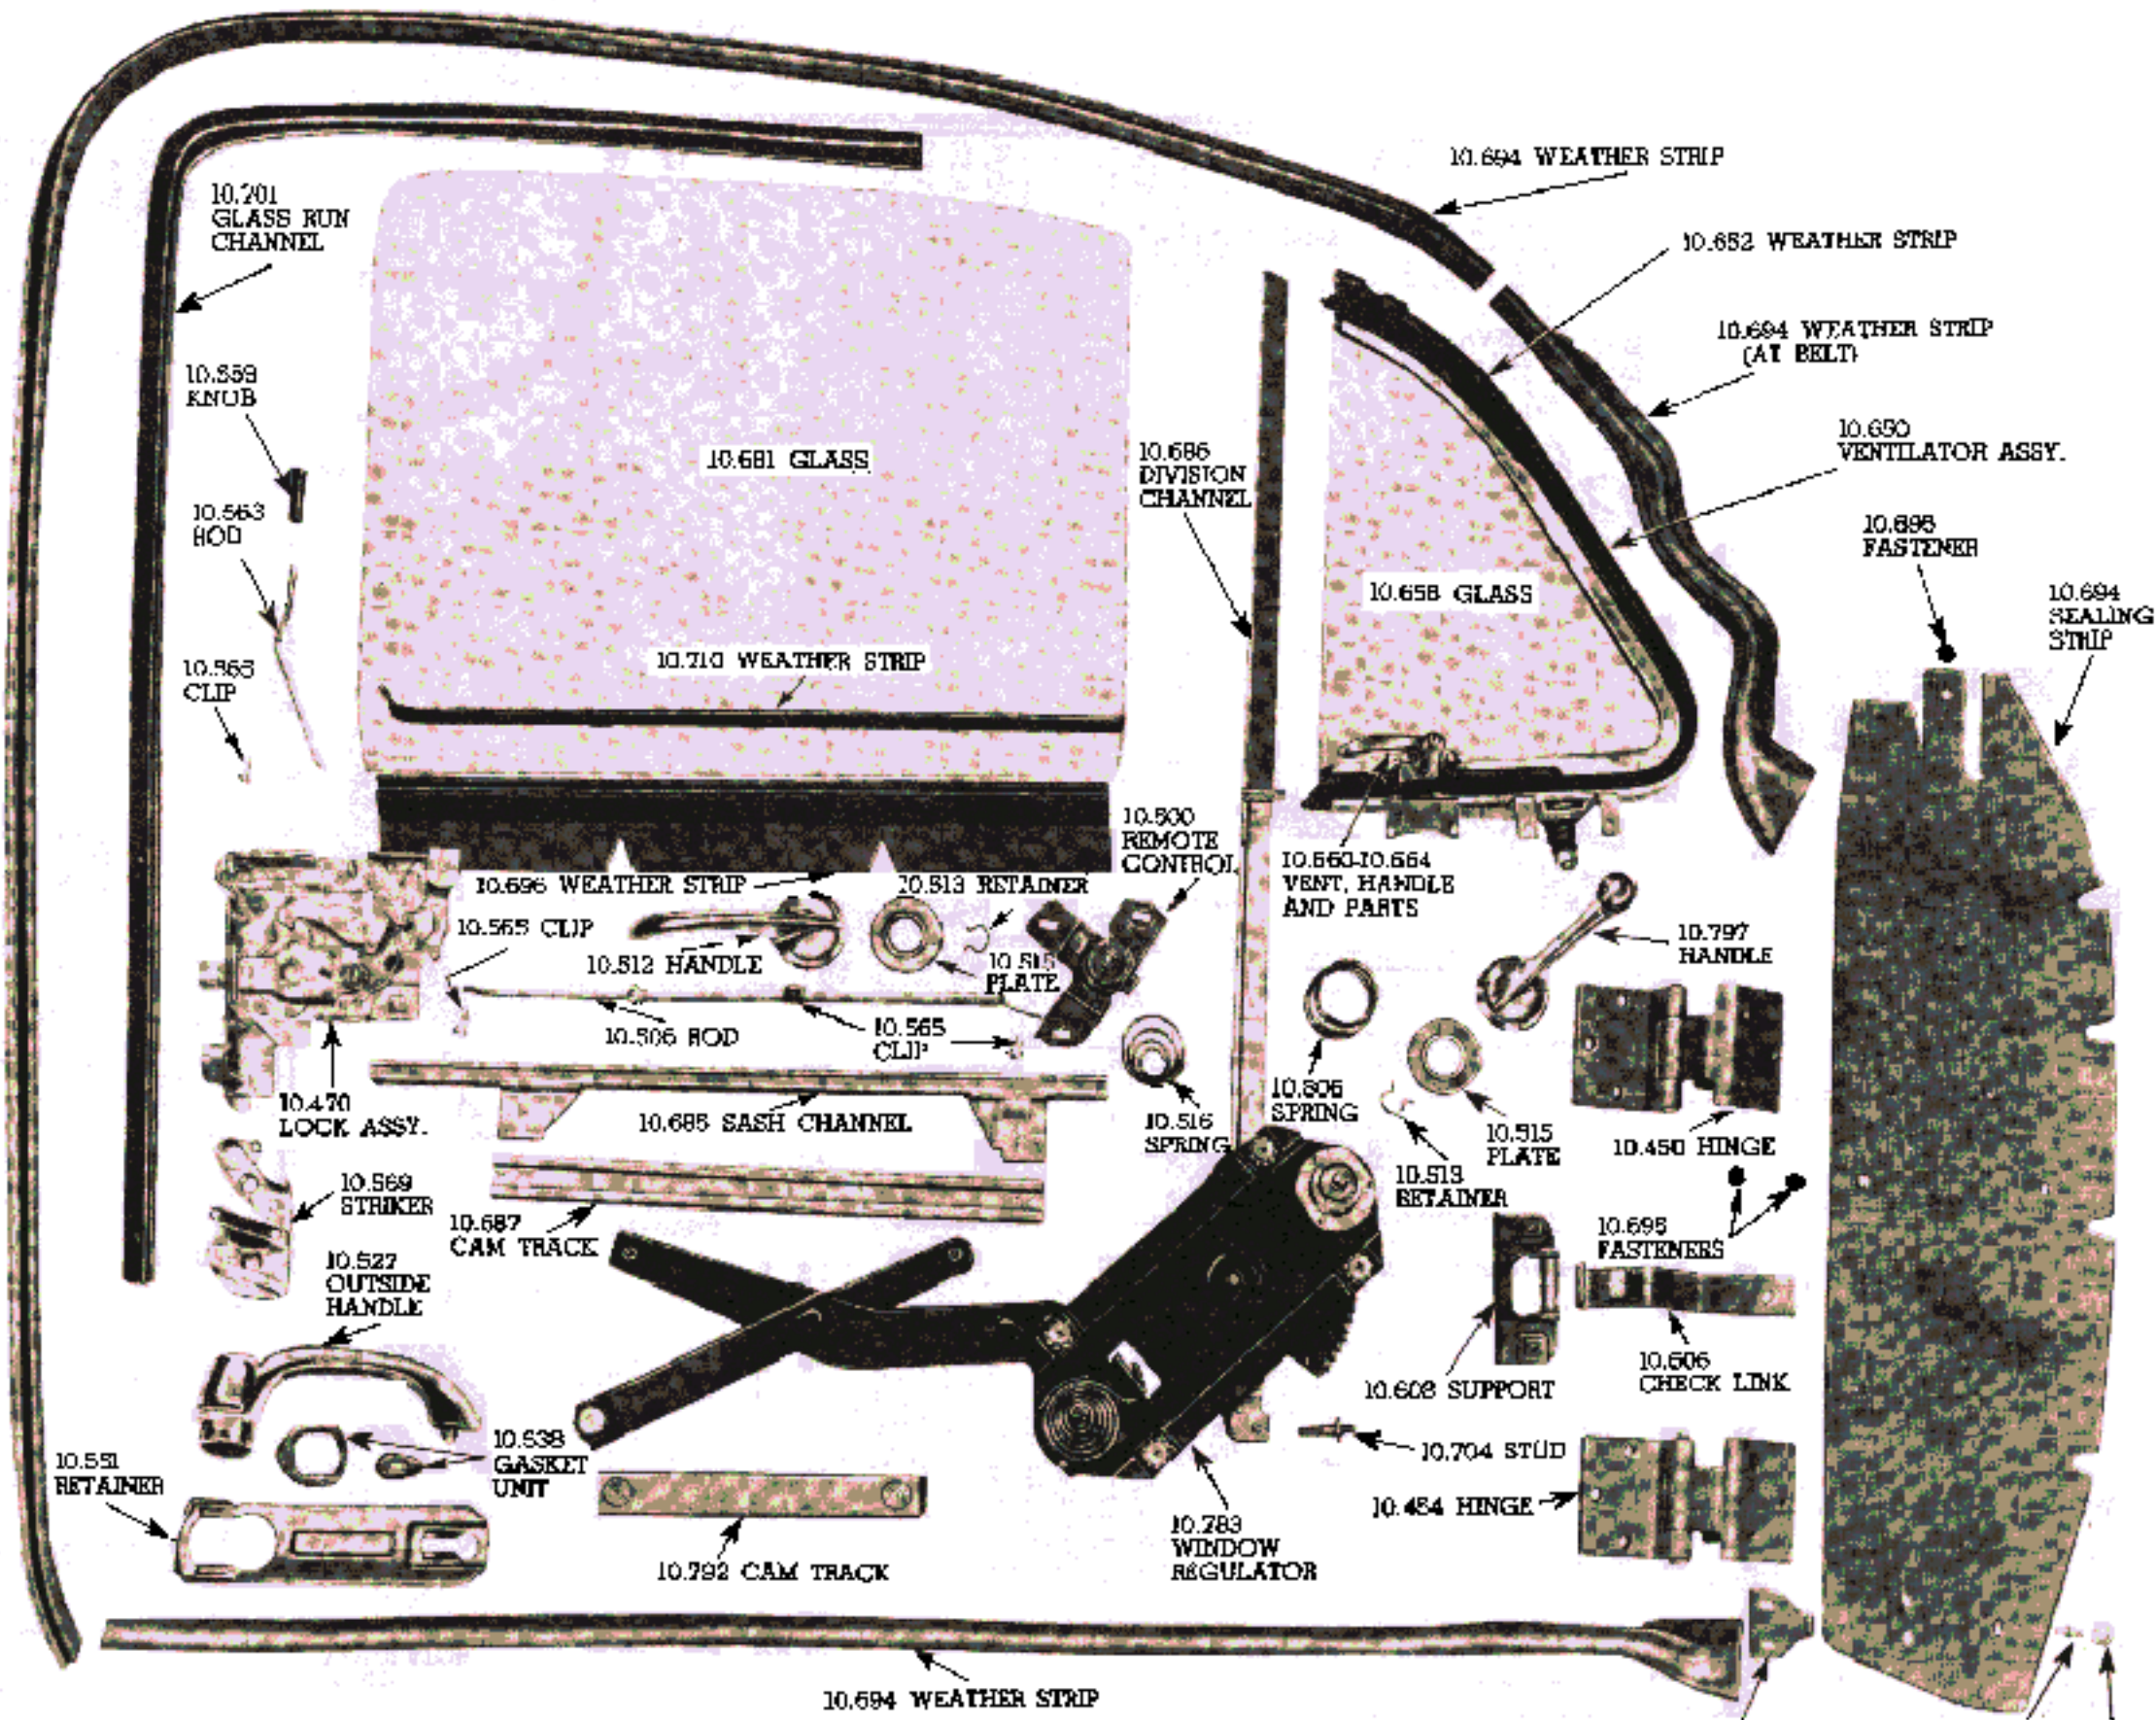 10.694 WEATHER STRIP
10.652 WEATHER STRIP
10.694 WEATHER STRIP
(AT BELT)
10.650
VENTILATOR ASSY.
10.701
GLASS RUN
CHANNEL
10.559
KNOB
10.563
ROD
10.565
CLIP
10.681 GLASS
10.710 WEATHER STRIP
10.686
DIVISION
CHANNEL
10.658 GLASS
10.695
FASTENER
10.694
SEALING
STRIP
10.500
REMOTE
CONTROL
10.660-10.664
VENT. HANDLE
AND PARTS
10.696 WEATHER STRIP
10.513 RETAINER
10.565 CLIP
10.512 HANDLE
10.515
PLATE
10.797
HANDLE
10.506 ROD
10.565
CLIP
10.470
LOCK ASSY.
10.685 SASH CHANNEL
10.516
SPRING
10.806
SPRING
10.515
PLATE
10.513
RETAINER
10.450 HINGE
10.569
STRIKER
10.687
CAM TRACK
10.695
FASTENERS
10.527
OUTSIDE
HANDLE
10.603 SUPPORT
10.606
CHECK LINK
10.538
GASKET
UNIT
10.551
RETAINER
10.704 STUD
10.454 HINGE
10.783
WINDOW
REGULATOR
10.792 CAM TRACK
10.694 WEATHER STRIP